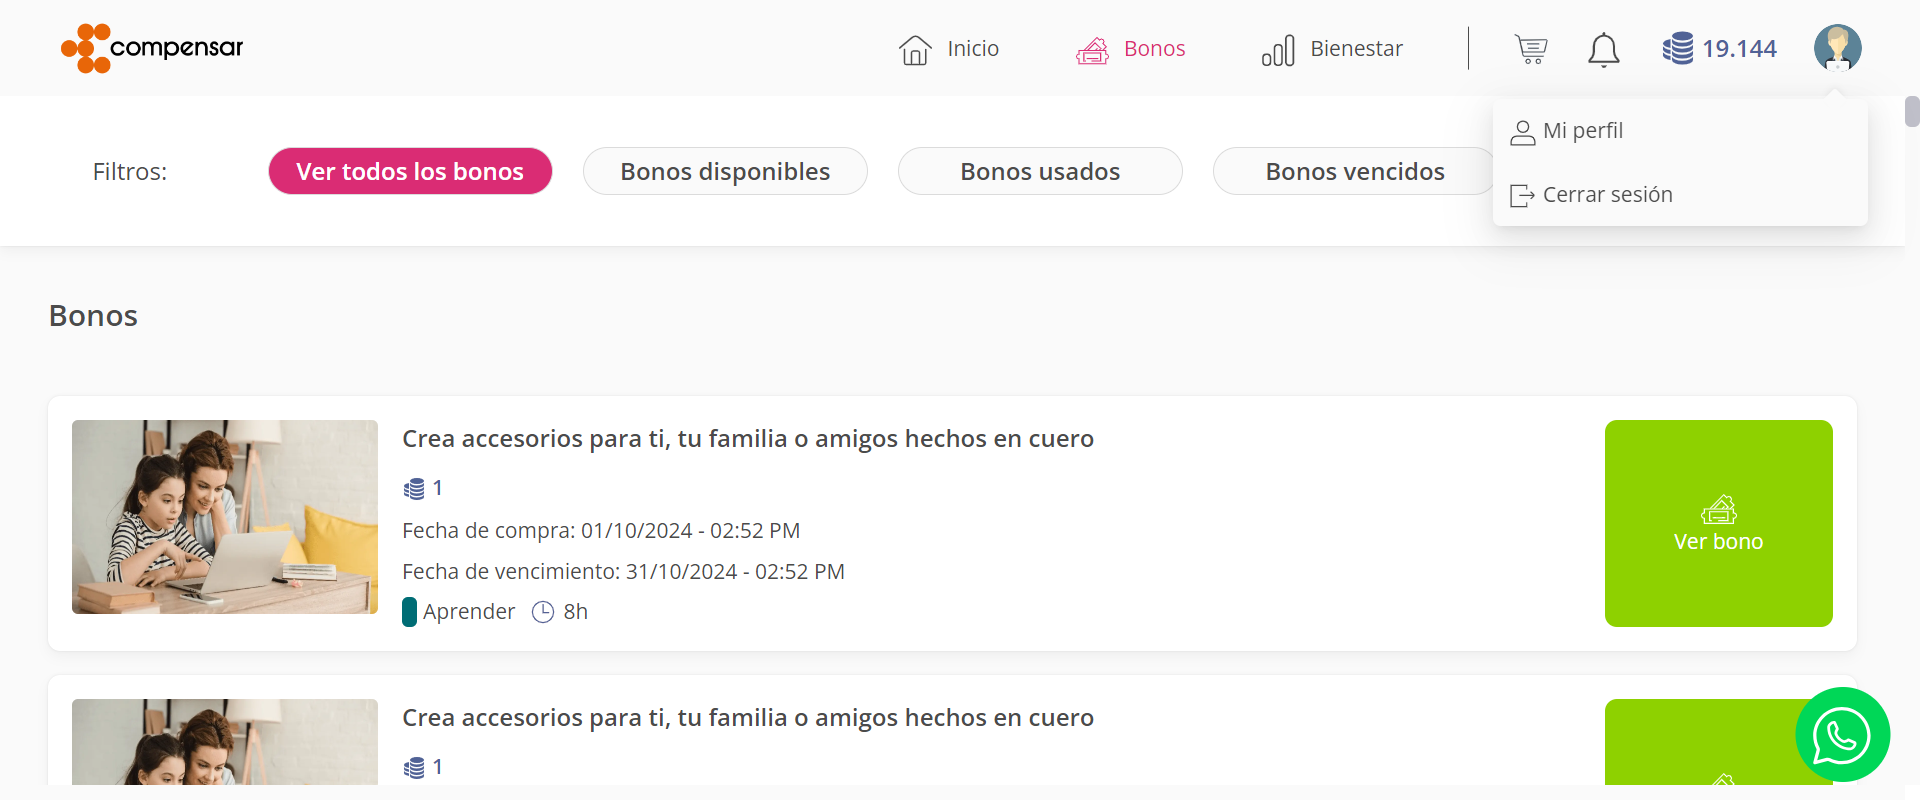 compensar
Inicio
Bonos
Bienestar
19.144
Mi perfil
Cerrar sesión
Filtros:
Ver todos los bonos
Bonos disponibles
Bonos usados
Bonos vencidos
Bonos
Crea accesorios para ti, tu familia o amigos hechos en cuero
1
Fecha de compra: 01/10/2024 - 02:52 PM
Fecha de vencimiento: 31/10/2024 - 02:52 PM
Aprender 8h
Ver bono
Crea accesorios para ti, tu familia o amigos hechos en cuero
1